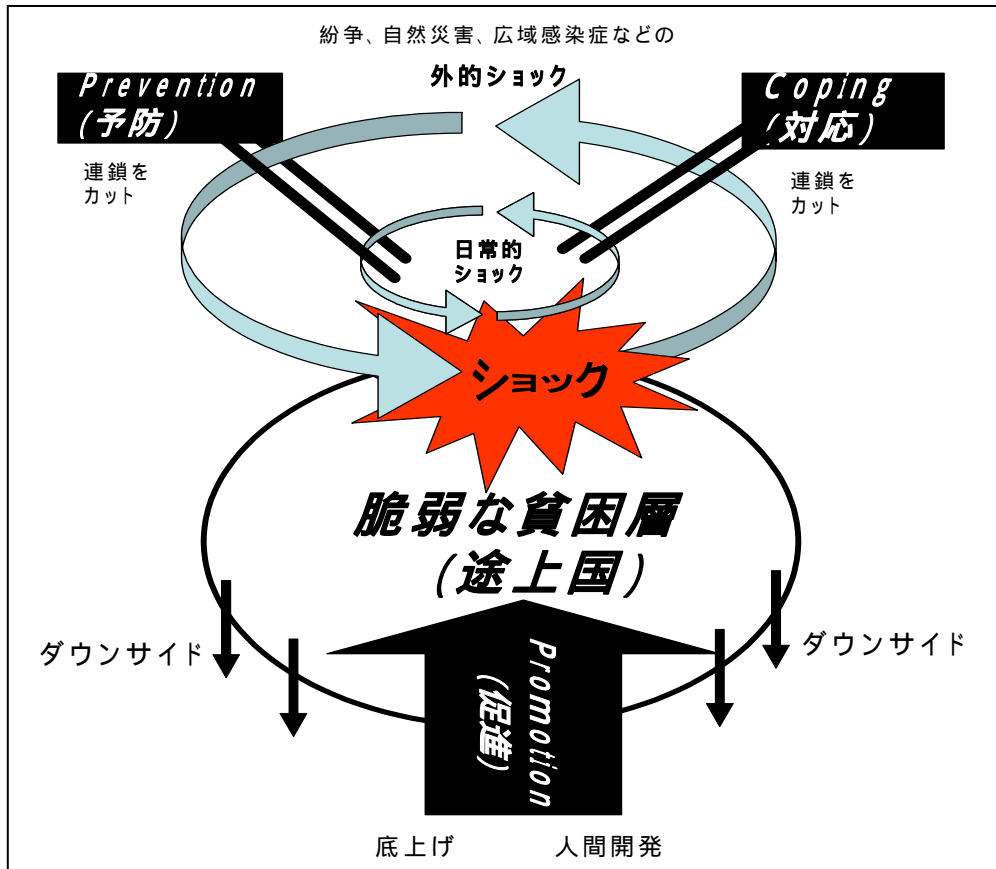 紛争、自然災害、広域感染症などの
外的ショック
Prevention
(予防)
Coping
(対応)
連鎖を
カット
連鎖を
カット
日常的
ショック
ショック
脆弱な貧困層
(途上国)
ダウンサイド
ダウンサイド
Promotion
(促進)
底上げ 人間開発